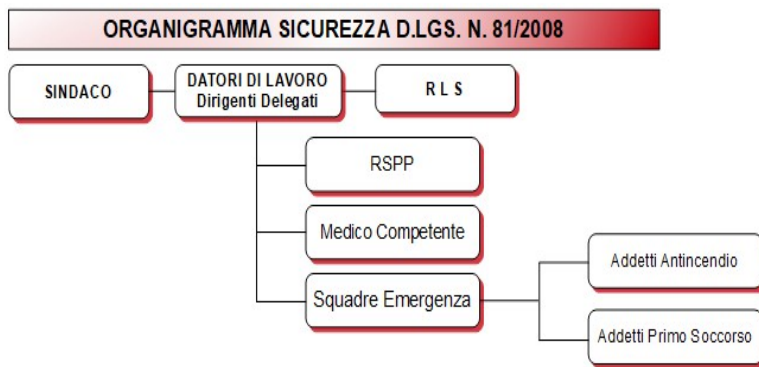 ORGANIGRAMMA SICUREZZA D.LGS. N. 81/2008
SINDACO
DATORI DI LAVORO
Dirigenti Delegati
R L S
RSPP
Medico Competente
Squadre Emergenza
Addetti Antincendio
Addetti Primo Soccorso